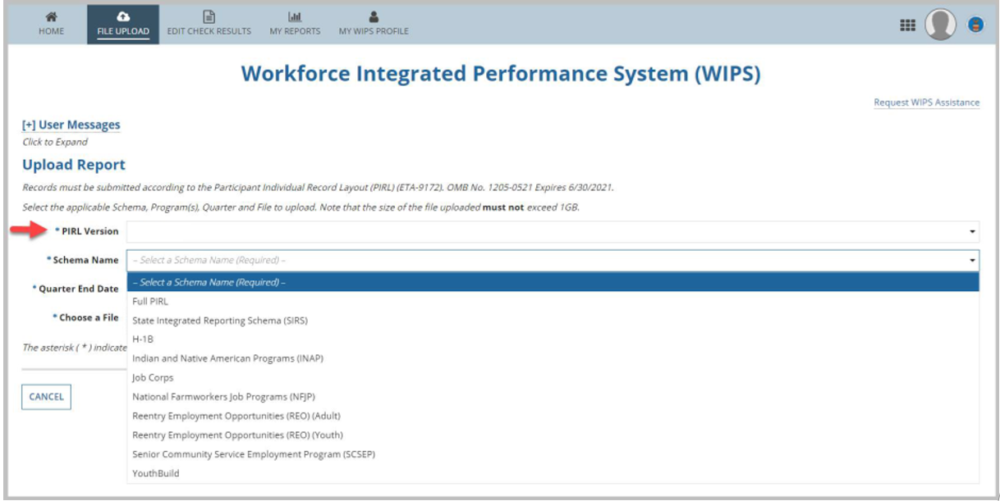 HOME
FILE UPLOAD
EDIT CHECK RESULTS
MY REPORTS
MY WIPS PROFILE
Workforce Integrated Performance System (WIPS)
Request WIPS Assistance
[+] User Messages
Click to Expand
Upload Report
Records must be submitted according to the Participant Individual Record Layout (PIRL) (ETA-9172). OMB No. 1205-0521 Expires 6/30/2021.
Select the applicable Schema, Program(s), Quarter and File to upload. Note that the size of the file uploaded must not exceed 1GB.
* PIRL Version
* Schema Name
– Select a Schema Name (Required) –
– Select a Schema Name (Required) –
* Quarter End Date
Full PIRL
* Choose a File
State Integrated Reporting Schema (SIRS)
H-1B
The asterisk ( * ) indicate
Indian and Native American Programs (INAP)
Job Corps
CANCEL
National Farmworkers Job Programs (NFJP)
Reentry Employment Opportunities (REO) (Adult)
Reentry Employment Opportunities (REO) (Youth)
Senior Community Service Employment Program (SCSEP)
YouthBuild